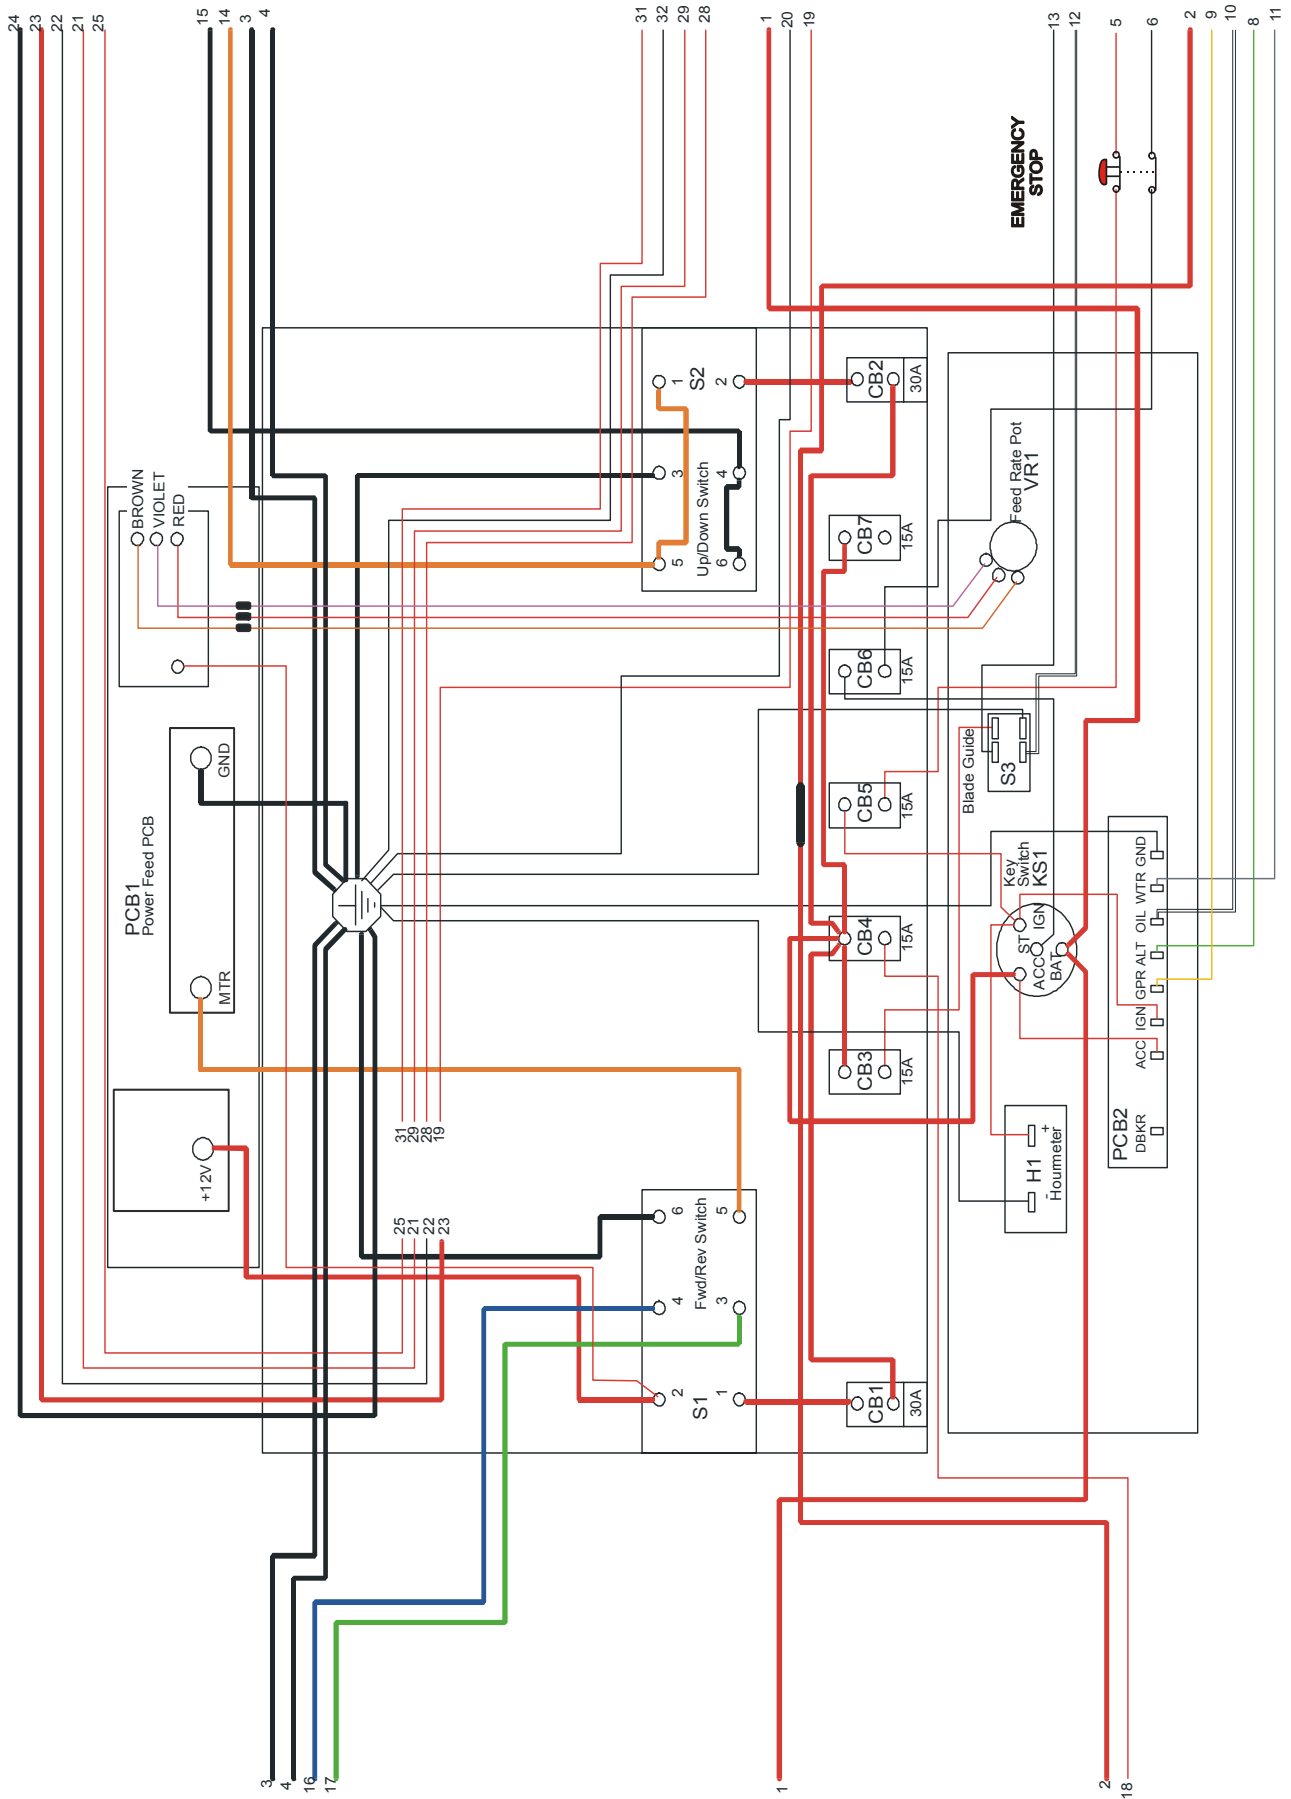 24
23
22
21
25
15
14
3
4
31
32
29
28
1
20
19
13
12
5
6
2
9
10
8
11
EMERGENCY
STOP
BROWN
VIOLET
RED
1
S2
2
3
4
Up/Down Switch
5
6
CB2
30A
CB7
15A
CB6
15A
CB5
15A
CB4
15A
CB3
15A
CB1
30A
Feed Rate Pot
VR1
Blade Guide
S3
PCB1
Power Feed PCB
GND
MTR
+12V
31
29
28
19
25
21
22
23
6
5
Fwd/Rev Switch
4
3
2
1
S1
Key
Switch
KS1
IGN
ST
ACC
BAT
GND
WTR
OIL
ALT
GPR
IGN
ACC
DBKR
PCB2
H1
+
-
Hourmeter
3
4
16
17
1
2
18